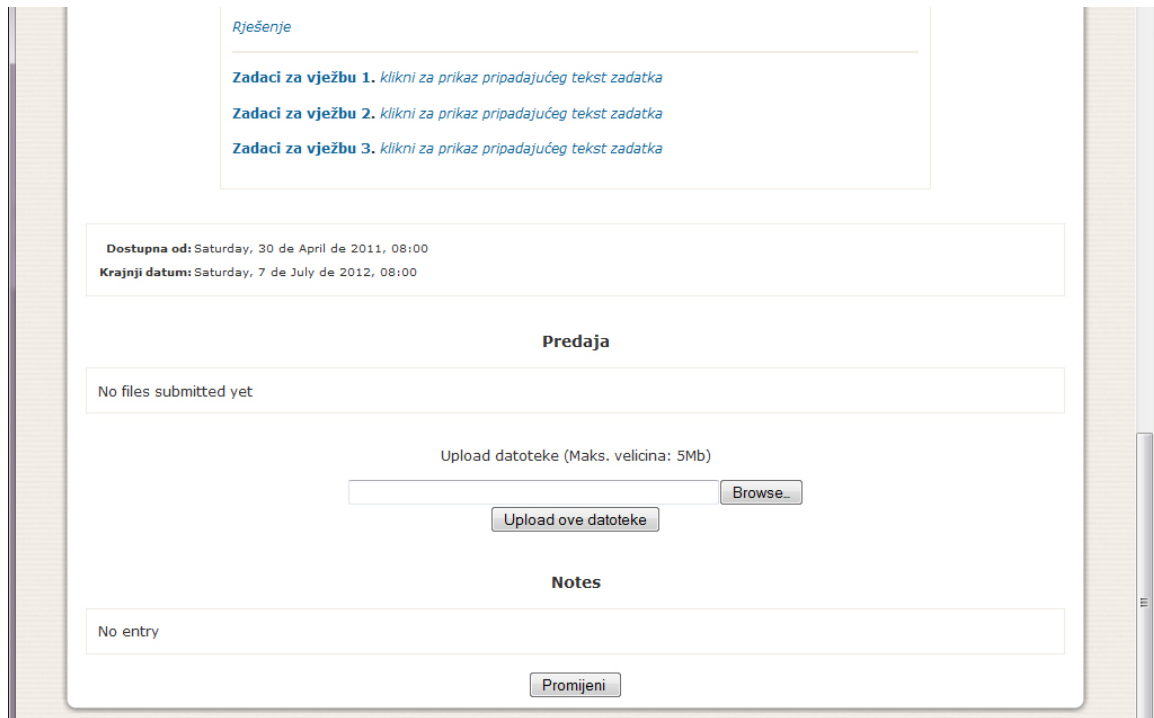 Rješenje
Zadaci za vježbu 1. klikni za prikaz pripadajućeg tekst zadatka
Zadaci za vježbu 2. klikni za prikaz pripadajućeg tekst zadatka
Zadaci za vježbu 3. klikni za prikaz pripadajućeg tekst zadatka
Dostupna od: Saturday, 30 de April de 2011, 08:00
Krajnji datum: Saturday, 7 de July de 2012, 08:00
Predaja
No files submitted yet
Upload datoteke (Maks. velicina: 5Mb)
Browse...
Upload ove datoteke
Notes
No entry
Promijeni